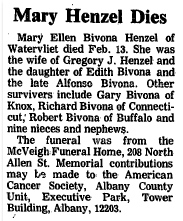 Mary Henzel Dies
Mary Ellen Bivona Henzel of
Watervliet died Feb. 13. She was
the wife of Gregory J. Henzel and
the daughter of Edith Bivona and
the late Alfonso Bivona. Other
survivers include Gary Bivona of
Knox, Richard Bivona of Connecti-
cut, Robert Bivona of Buffalo and
nine nieces and nephews.
The funeral was from the
McVeigh Funeral Home, 208 North
Allen St. Memorial contributions
may be made to the American
Cancer Society, Albany County
Unit, Executive Park, Tower
Building, Albany, 12203.